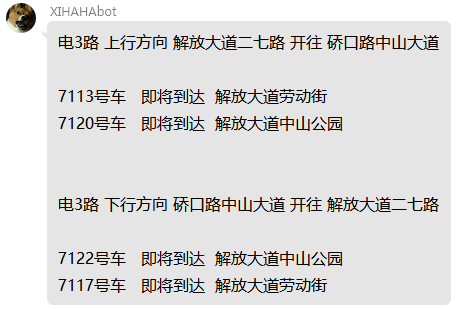 XIHAHAbot
电3路 上行方向 解放大道二七路 开往 硚口路中山大道
7113号车 即将到达 解放大道劳动街
7120号车 即将到达 解放大道中山公园
电3路 下行方向 硚口路中山大道 开往 解放大道二七路
7122号车 即将到达 解放大道中山公园
7117号车 即将到达 解放大道劳动街